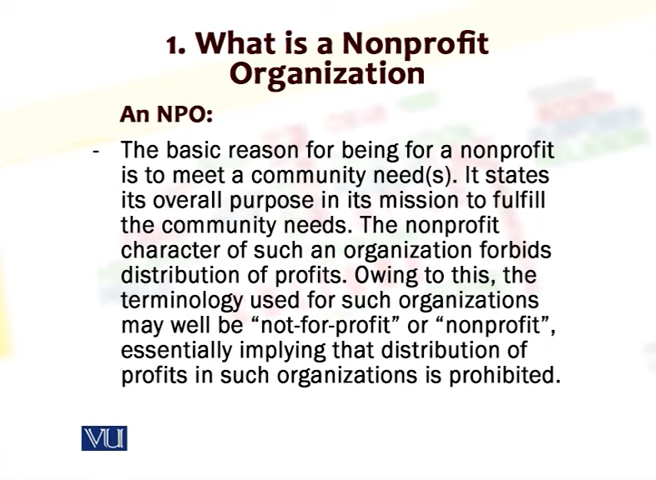 1. What is a Nonprofit
Organization
An NPO:
- The basic reason for being for a nonprofit
is to meet a community need(s). It states
its overall purpose in its mission to fulfill
the community needs. The nonprofit
character of such an organization forbids
distribution of profits. Owing to this, the
terminology used for such organizations
may well be “not-for-profit” or “nonprofit”,
essentially implying that distribution of
profits in such organizations is prohibited.
VU